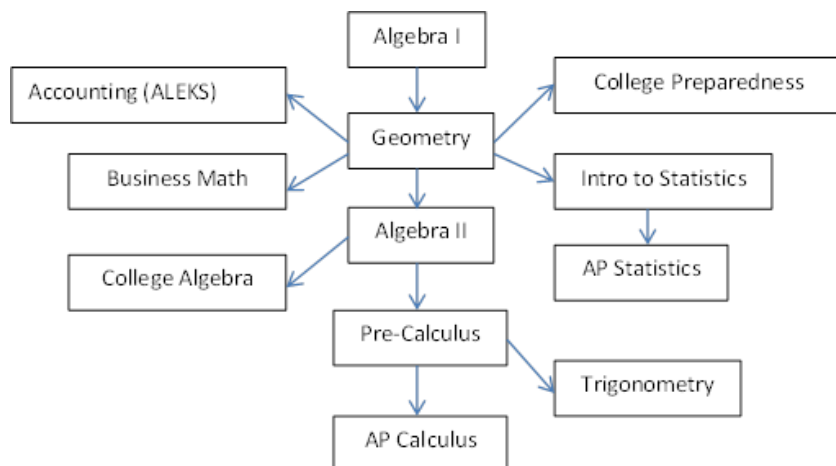 Algebra I
Accounting (ALEKS)
College Preparedness
Geometry
Business Math
Intro to Statistics
Algebra II
College Algebra
AP Statistics
Pre-Calculus
Trigonometry
AP Calculus